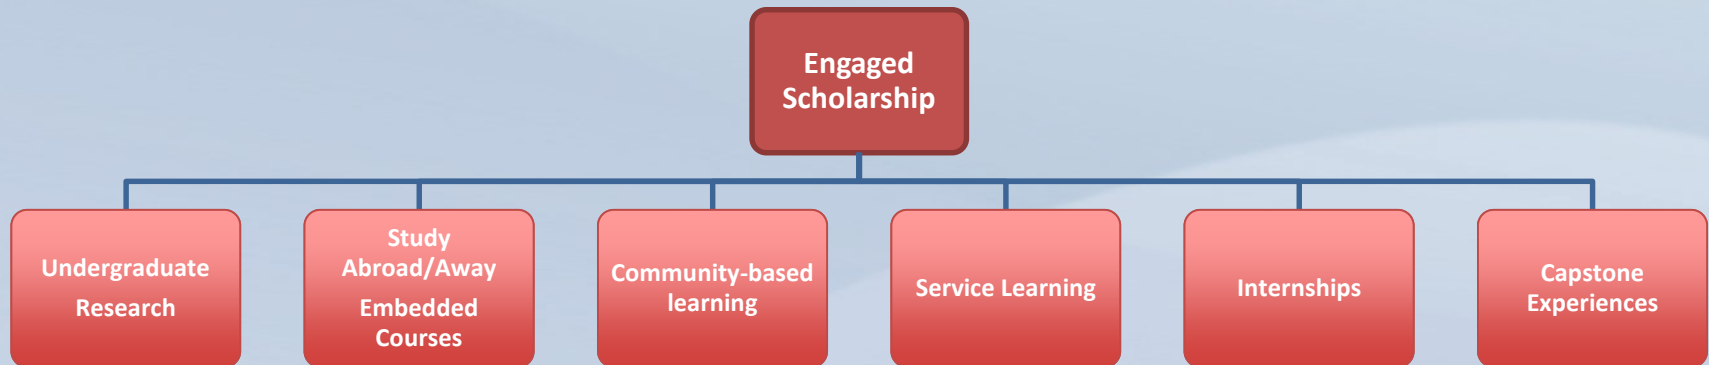 Engaged
Scholarship
Undergraduate
Research
Study
Abroad/Away
Embedded
Courses
Community-based
learning
Service Learning
Internships
Capstone
Experiences